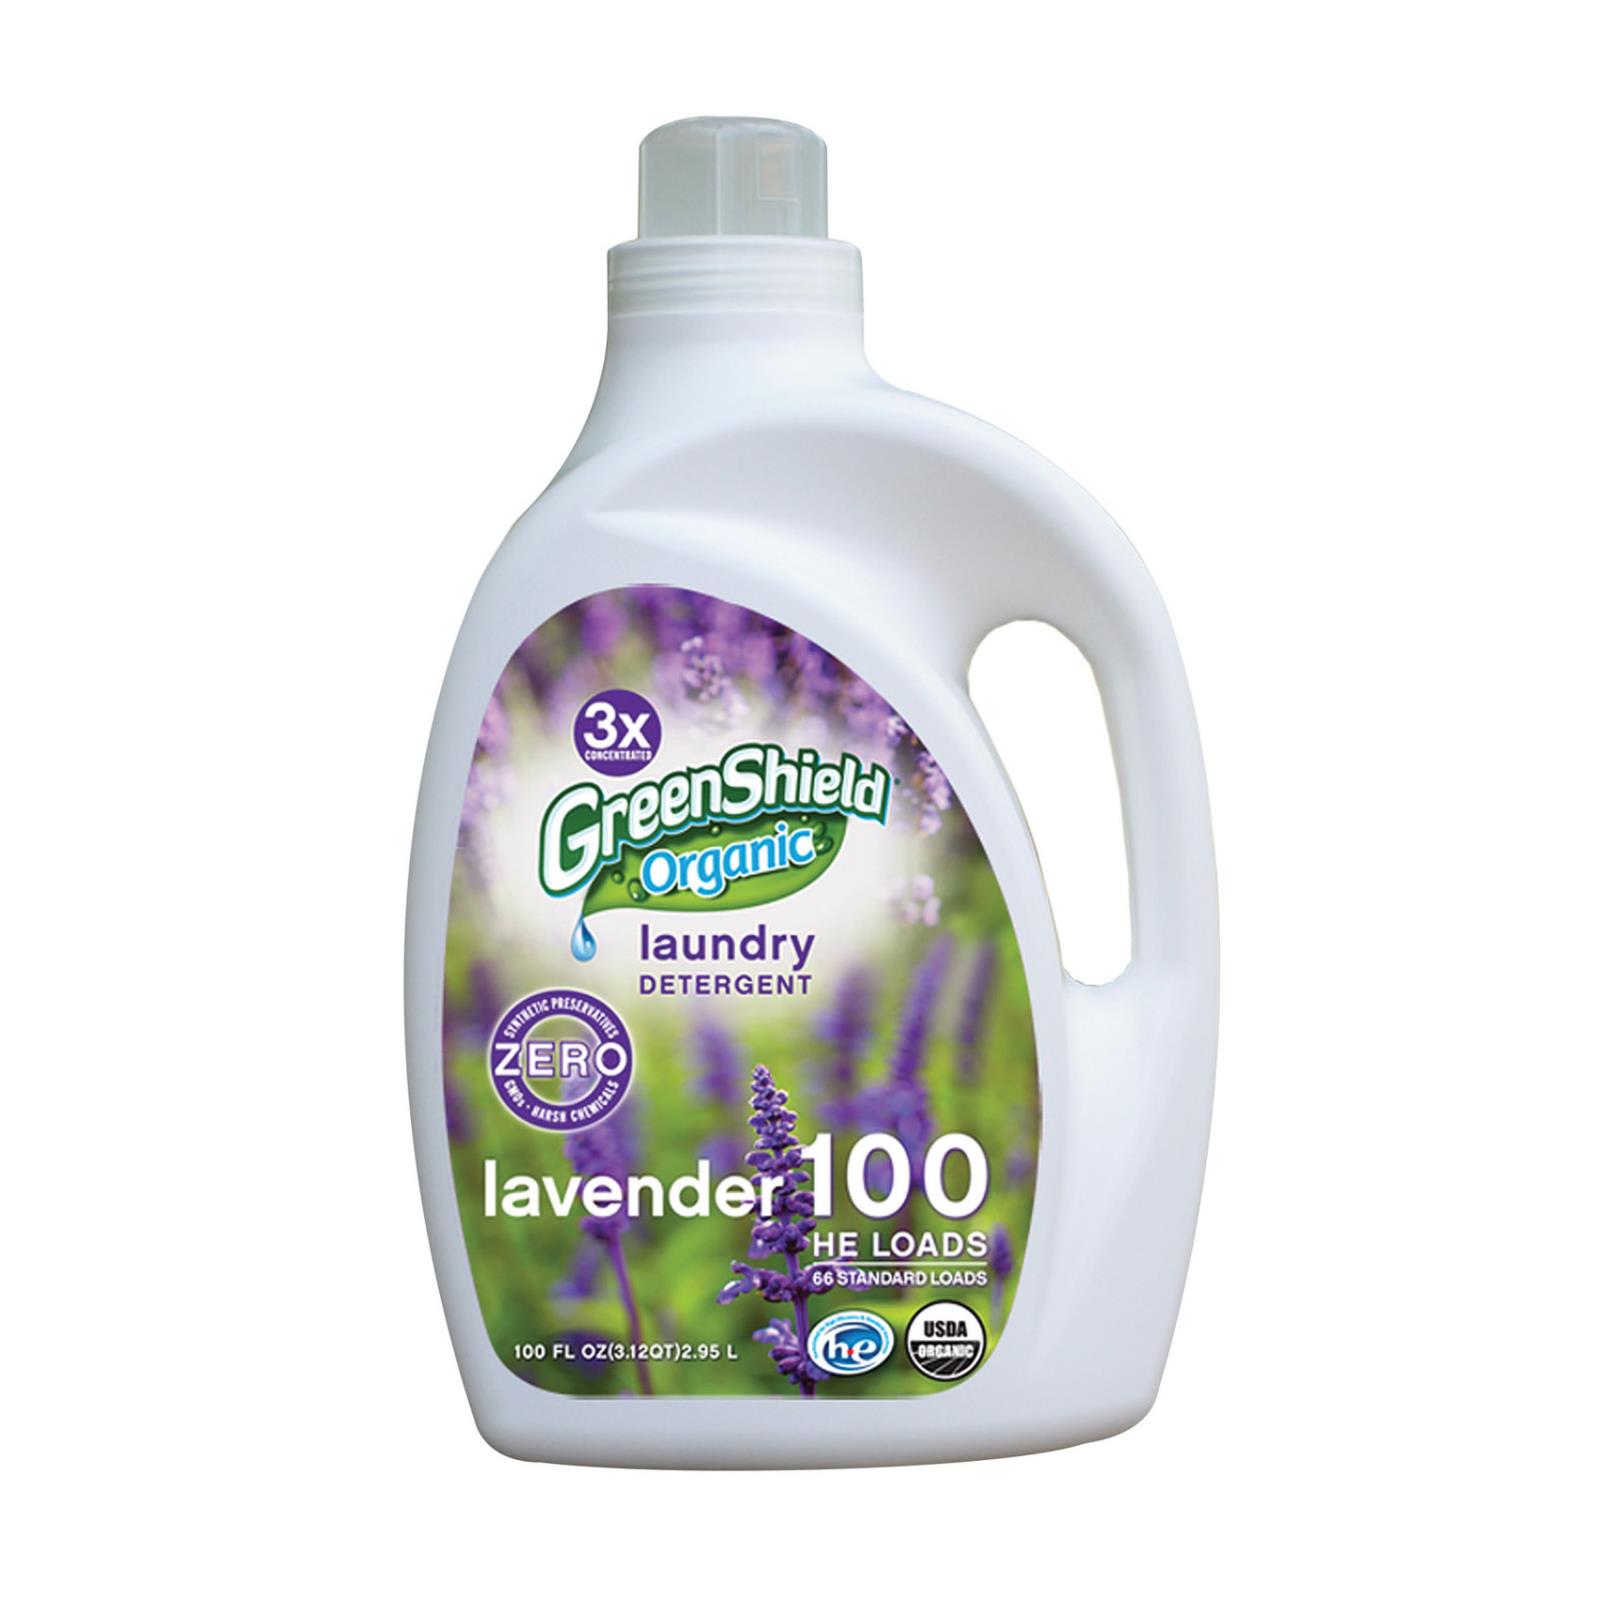 3x
CONCENTRATED
GreenShield
Organic
laundry
DETERGENT
SYNTHETIC PRESERVATIVES
ZERO
GMOs • HARSH CHEMICALS
lavender
100
HE LOADS
66 STANDARD LOADS
100 FL OZ(3.12QT)2.95 L
he
USDA
ORGANIC